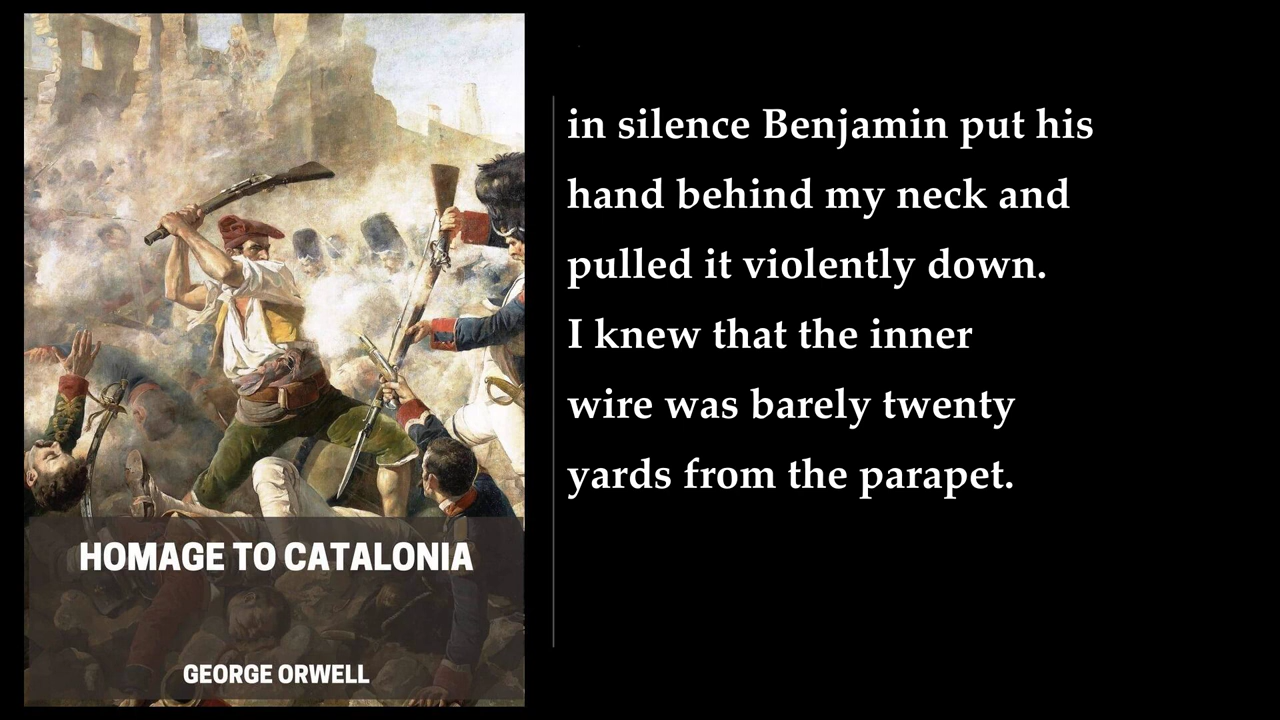 HOMAGE TO CATALONIA
GEORGE ORWELL
in silence Benjamin put his
hand behind my neck and
pulled it violently down.
I knew that the inner
wire was barely twenty
yards from the parapet.